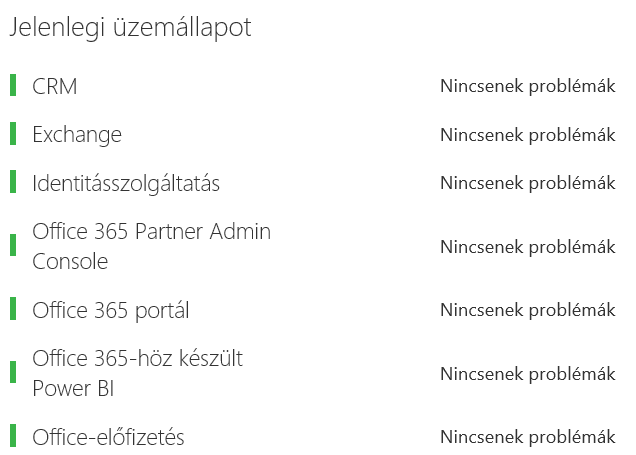 Jelenlegi üzemállapot
CRM Nincsenek problémák
Exchange Nincsenek problémák
Identitásszolgáltatás Nincsenek problémák
Office 365 Partner Admin
Console Nincsenek problémák
Office 365 portál Nincsenek problémák
Office 365-höz készült
Power BI Nincsenek problémák
Office-előfizetés Nincsenek problémák